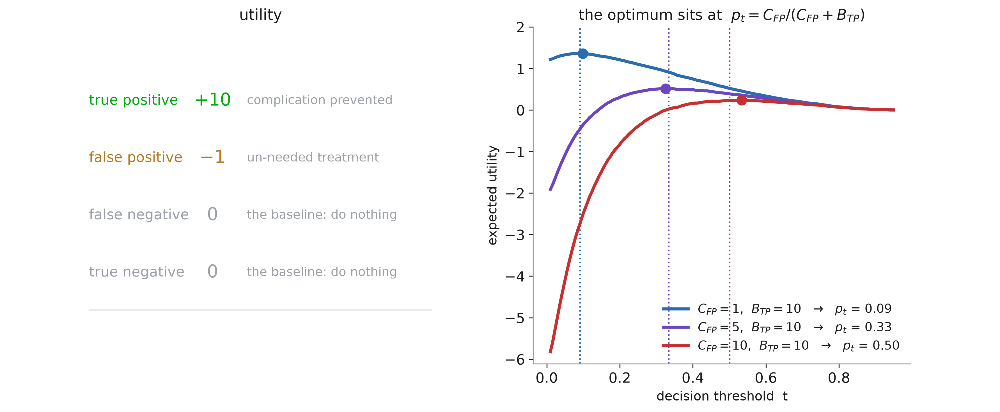 utility
true positive +10 complication prevented
false positive −1 un-needed treatment
false negative 0 the baseline: do nothing
true negative 0 the baseline: do nothing
the optimum sits at p_t = C_FP/(C_FP + B_TP)
2
1
0
−1
−2
−3
−4
−5
−6
expected utility
C_FP = 1, B_TP = 10 → p_t = 0.09
C_FP = 5, B_TP = 10 → p_t = 0.33
C_FP = 10, B_TP = 10 → p_t = 0.50
0.0 0.2 0.4 0.6 0.8
decision threshold t